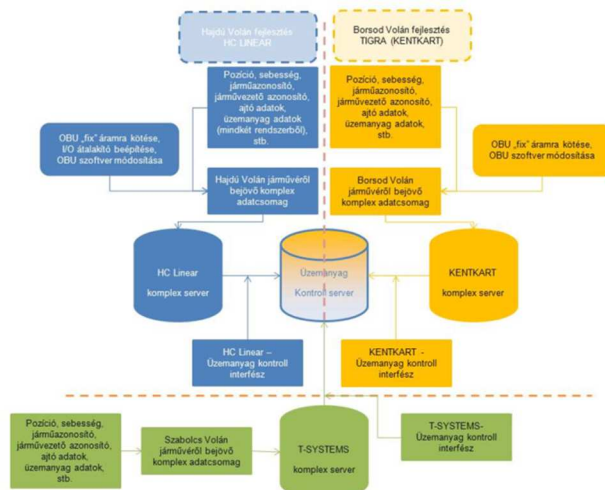 Hajdú Volán fejlesztés
HC LINEAR
Borsod Volán fejlesztés
TIGRA (KENTKART)
Pozíció, sebesség,
járműazonosító,
járművezető azonosító,
ajtó adatok,
üzemanyag adatok
(mindkét rendszerből),
stb.
Pozíció, sebesség,
járműazonosító,
járművezető azonosító,
ajtó adatok,
üzemanyag adatok,
stb.
OBU „fix” áramra kötése,
I/O átalakító beépítése,
OBU szoftver módosítása
OBU „fix” áramra kötése,
OBU szoftver módosítása
Hajdú Volán járművéről
bejövő komplex
adatcsomag
Borsod Volán
járművéről bejövő
komplex adatcsomag
HC Linear
komplex server
Üzemanyag
Kontroll server
KENTKART
komplex server
HC Linear –
Üzemanyag kontroll
interfész
KENTKART -
Üzemanyag kontroll
interfész
Pozíció, sebesség,
járműazonosító,
járművezető azonosító,
ajtó adatok,
üzemanyag adatok,
stb.
Szabolcs Volán
járművéről bejövő
komplex adatcsomag
T-SYSTEMS
komplex server
T-SYSTEMS-
Üzemanyag kontroll
interfész